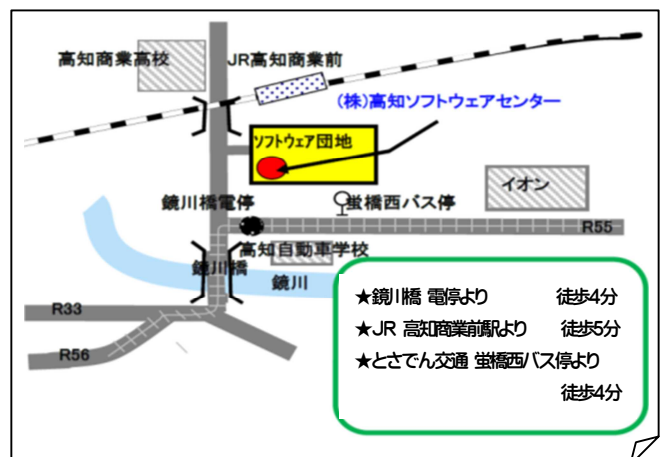 高知商業高校
JR高知商業前
(株)高知ソフトウェアセンター
ソフトウェア団地
イオン
鏡川橋電停
蛍橋西バス停
R55
高知自動車学校
鏡川橋
鏡川
R33
R56
★鏡川橋 電停より 徒歩4分
★JR 高知商業前駅より 徒歩5分
★とさでん交通 蛍橋西バス停より
徒歩4分